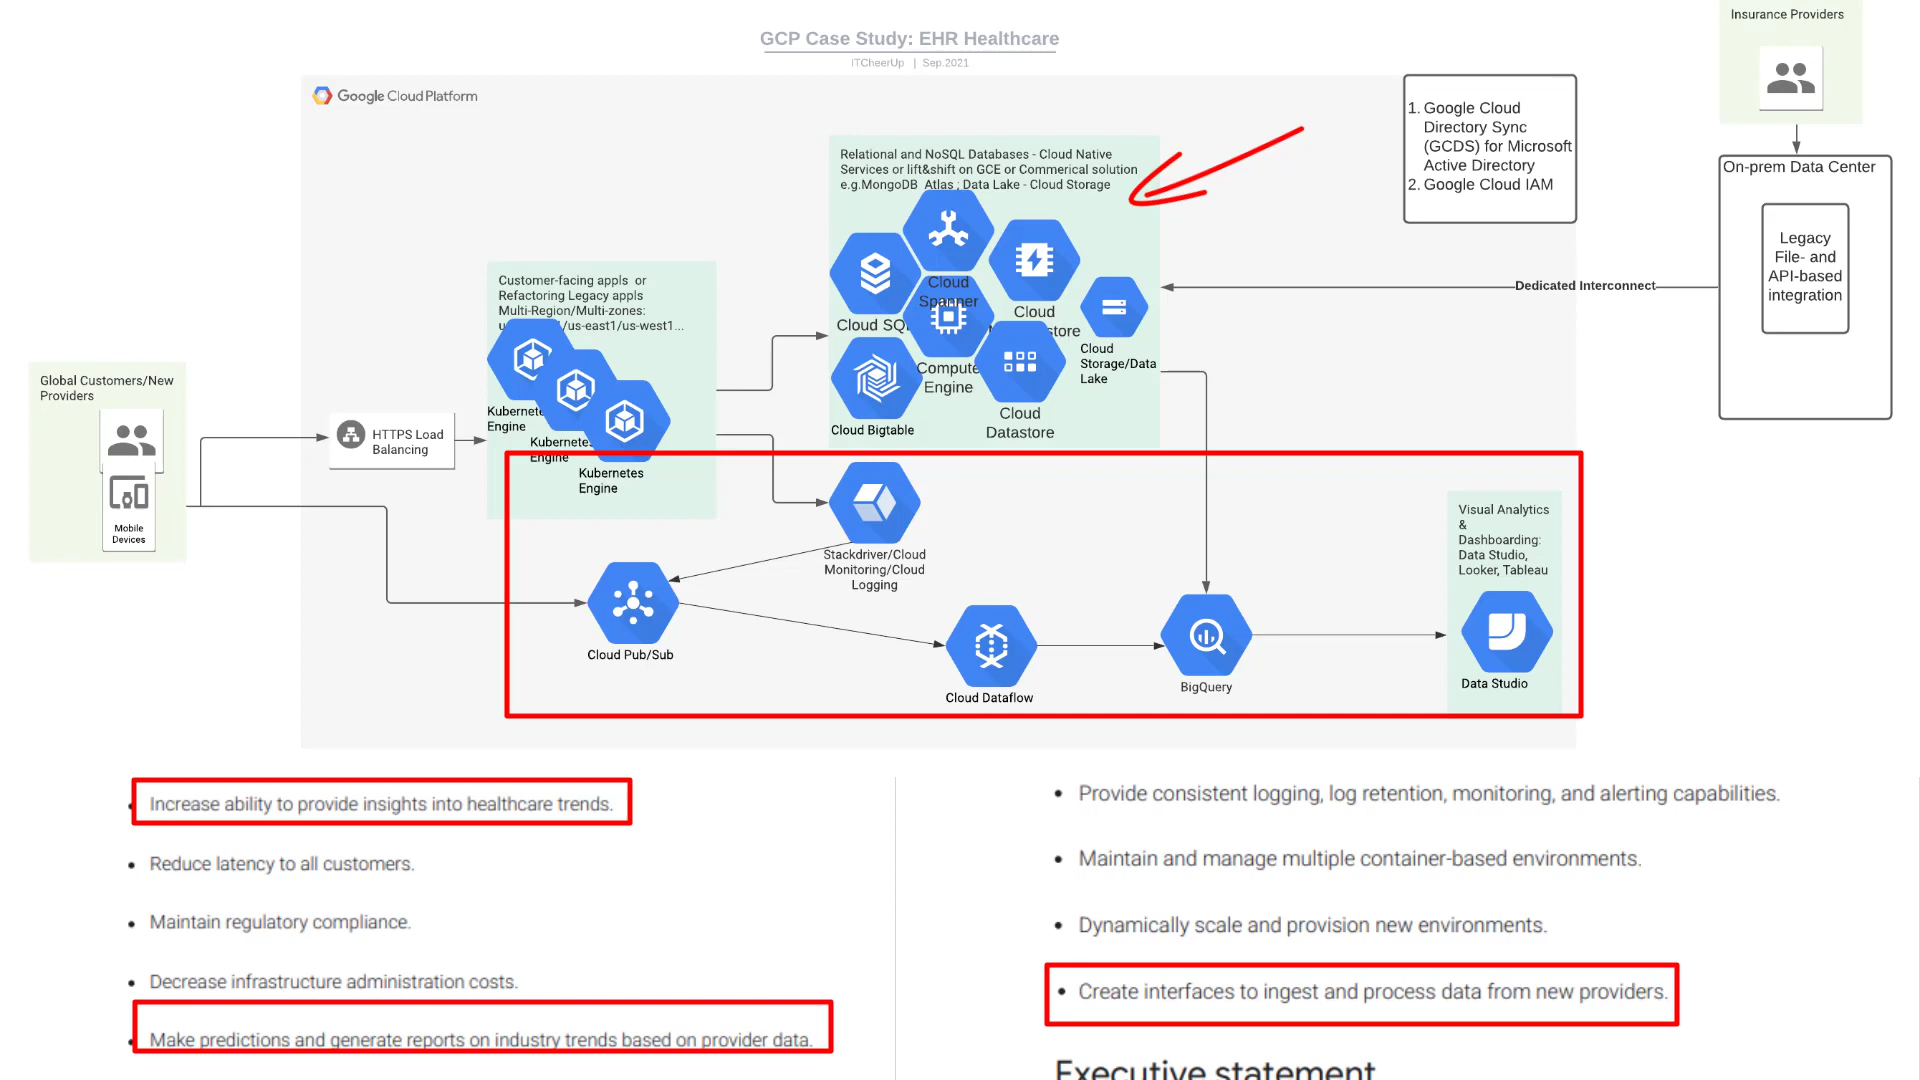 GCP Case Study: EHR Healthcare
ITCheerUp | Sep.2021
Insurance Providers
Google Cloud Platform
1. Google Cloud
Directory Sync
(GCDS) for Microsoft
Active Directory
2. Google Cloud IAM
On-prem Data Center
Legacy
File- and
API-based
integration
Dedicated Interconnect
Relational and NoSQL Databases - Cloud Native
Services or lift&shift on GCE or Commerical solution
e.g.MongoDB Atlas ; Data Lake - Cloud Storage
Cloud
Spanner
Cloud SQL
Cloud
Compute
Engine
Cloud
Storage/Data
Lake
Cloud
Datastore
Cloud Bigtable
Customer-facing appls or
Refactoring Legacy appls
Multi-Region/Multi-zones:
/us-east1/us-west1...
Kubernete
Engine
Kubernetes
Engine
Kubernetes
Engine
Global Customers/New
Providers
Mobile
Devices
HTTPS Load
Balancing
Stackdriver/Cloud
Monitoring/Cloud
Logging
Cloud Pub/Sub
Cloud Dataflow
BigQuery
Visual Analytics
&
Dashboarding:
Data Studio,
Looker, Tableau
Data Studio
• Increase ability to provide insights into healthcare trends.
• Reduce latency to all customers.
• Maintain regulatory compliance.
• Decrease infrastructure administration costs.
• Make predictions and generate reports on industry trends based on provider data.
• Provide consistent logging, log retention, monitoring, and alerting capabilities.
• Maintain and manage multiple container-based environments.
• Dynamically scale and provision new environments.
• Create interfaces to ingest and process data from new providers.
Executive statement